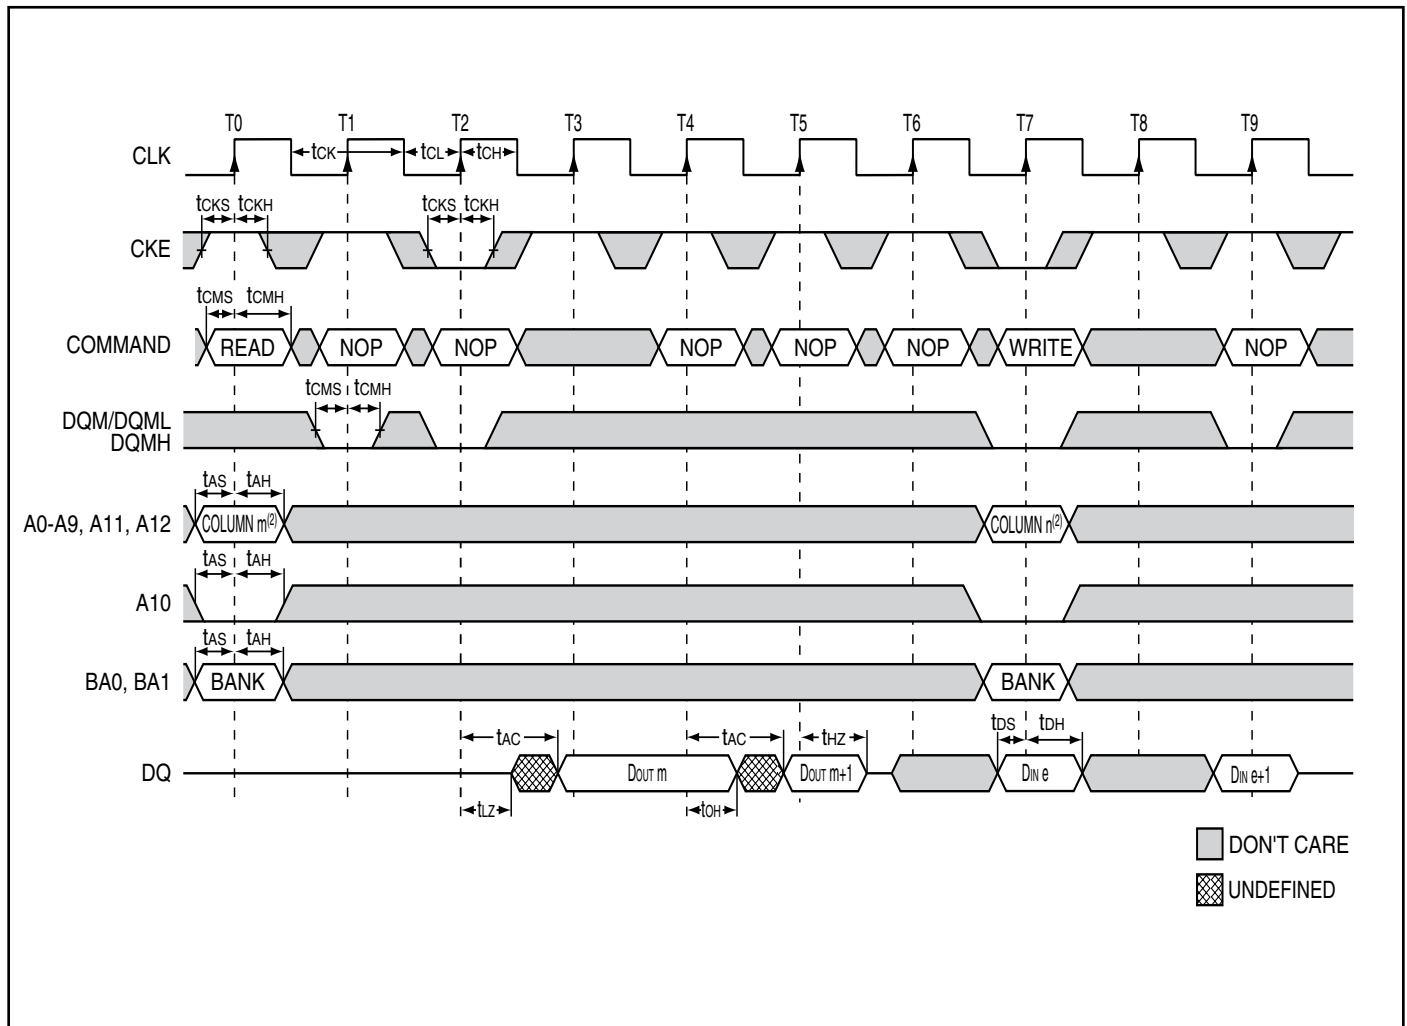 T0 T1 T2 T3 T4 T5 T6 T7 T8 T9
CLK tCK tCL tCH
tCKS tCKH tCKS tCKH
CKE
tCMS tCMH
COMMAND READ NOP NOP NOP NOP NOP WRITE NOP
tCMS tCMH
DQM/DQML
DQMH
tAS tAH
A0-A9, A11, A12 COLUMN m(2) COLUMN n(2)
tAS tAH
A10
tAS tAH
BA0, BA1 BANK BANK
tAC tAC tHZ tDS tDH
DQ DOUT m DOUT m+1 DIN e DIN e+1
tLZ tOH
DON'T CARE
UNDEFINED